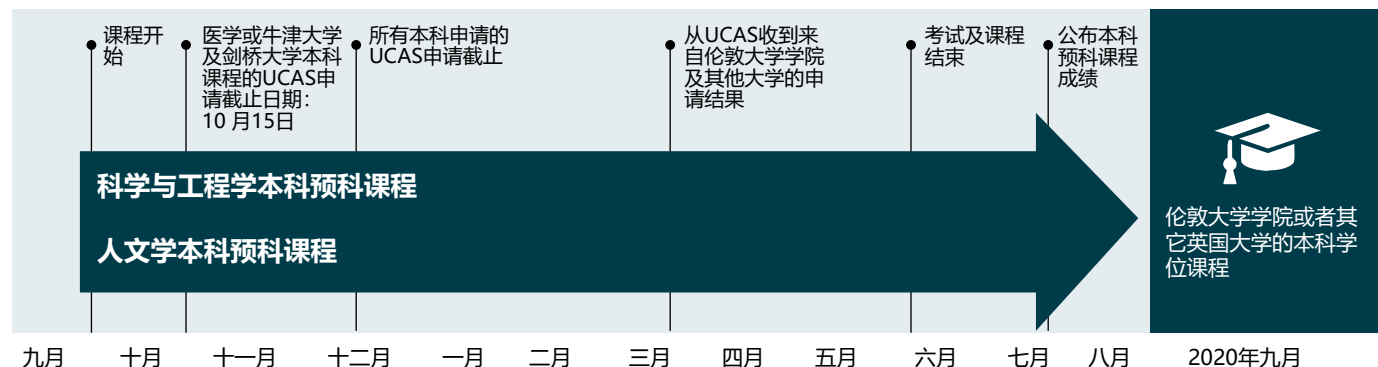 课程开
始
医学或牛津大学
及剑桥大学本科
课程的UCAS申
请截止日期：
10 月15日
所有本科申请的
UCAS申请截止
从UCAS收到来
自伦敦大学学院
及其他大学的申
请结果
考试及课程
结束
公布本科
预科课程
成绩
科学与工程学本科预科课程
人文学本科预科课程
伦敦大学学院或者其
它英国大学的本科学
位课程
九月 十月 十一月 十二月 一月 二月 三月 四月 五月 六月 七月 八月 2020年九月